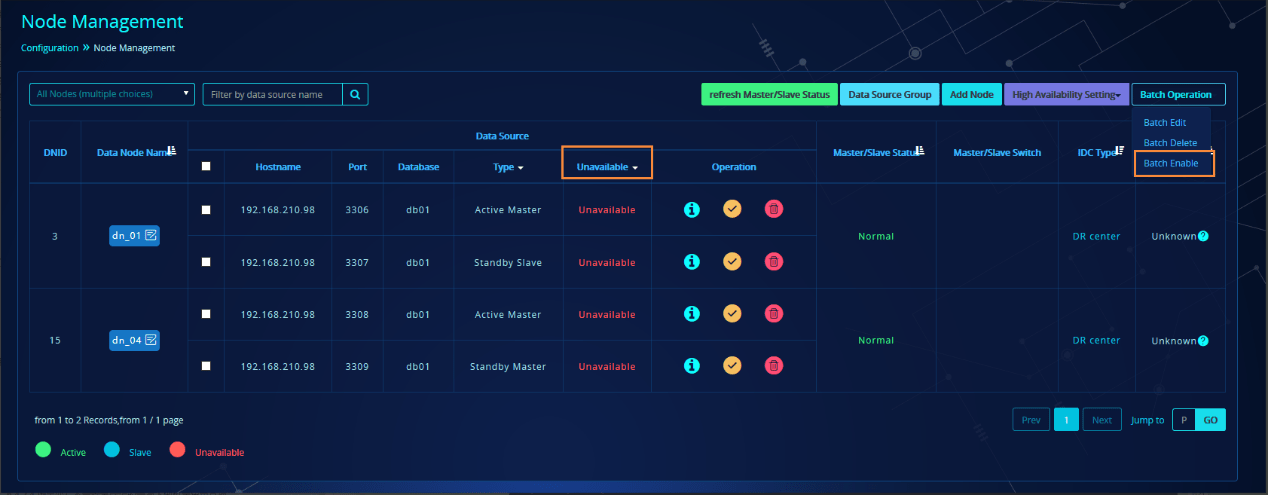 Node Management
Configuration » Node Management
All Nodes (multiple choices)
Filter by data source name
refresh Master/Slave Status
Data Source Group
Add Node
High Availability Setting
Batch Operation
Batch Edit
Batch Delete
Batch Enable
DNID
Data Node Name
Data Source
Hostname
Port
Database
Type
Unavailable
Operation
Master/Slave Status
Master/Slave Switch
IDC Type
3
dn_01
192.168.210.98 3306 db01 Active Master Unavailable
192.168.210.98 3307 db01 Standby Slave Unavailable
Normal
DR center
Unknown ?
15
dn_04
192.168.210.98 3308 db01 Active Master Unavailable
192.168.210.98 3309 db01 Standby Master Unavailable
Normal
DR center
Unknown ?
from 1 to 2 Records,from 1 / 1 page
Prev 1 Next Jump to P GO
Active Slave Unavailable